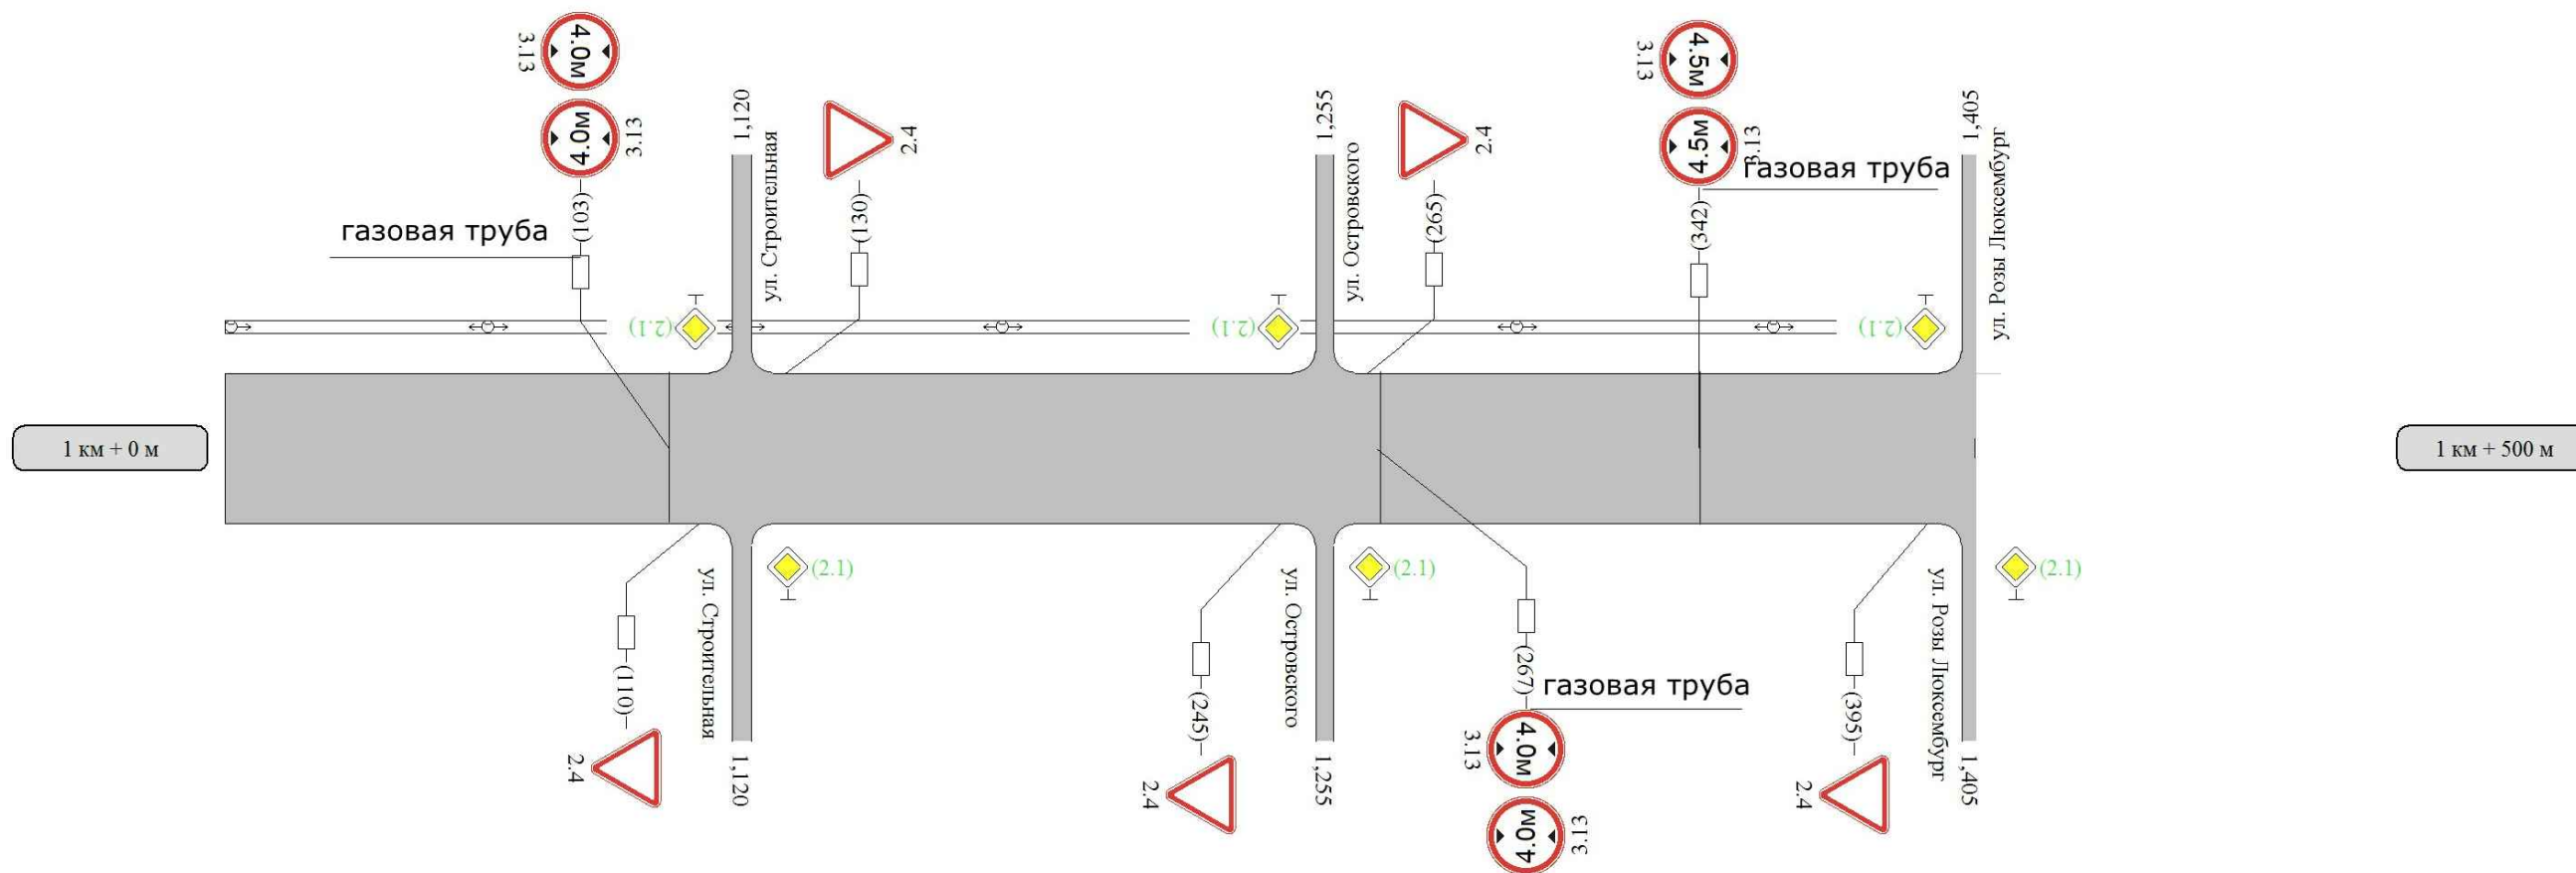 3.13
4.0м
4.0м
3.13
(103)
газовая труба
1,120
ул. Строительная
2.4
(130)
1,255
ул. Островского
2.4
(265)
3.13
4.5м
4.5м
3.13
газовая труба
(342)
1,405
ул. Розы Люксембург
(2.1)
(2.1)
(2.1)
1 км + 0 м
1 км + 500 м
(2.1)
(2.1)
(2.1)
ул. Строительная
(110)
2.4
1,120
ул. Островского
(245)
2.4
1,255
(267)
газовая труба
3.13
4.0м
4.0м
3.13
ул. Розы Люксембург
(395)
2.4
1,405